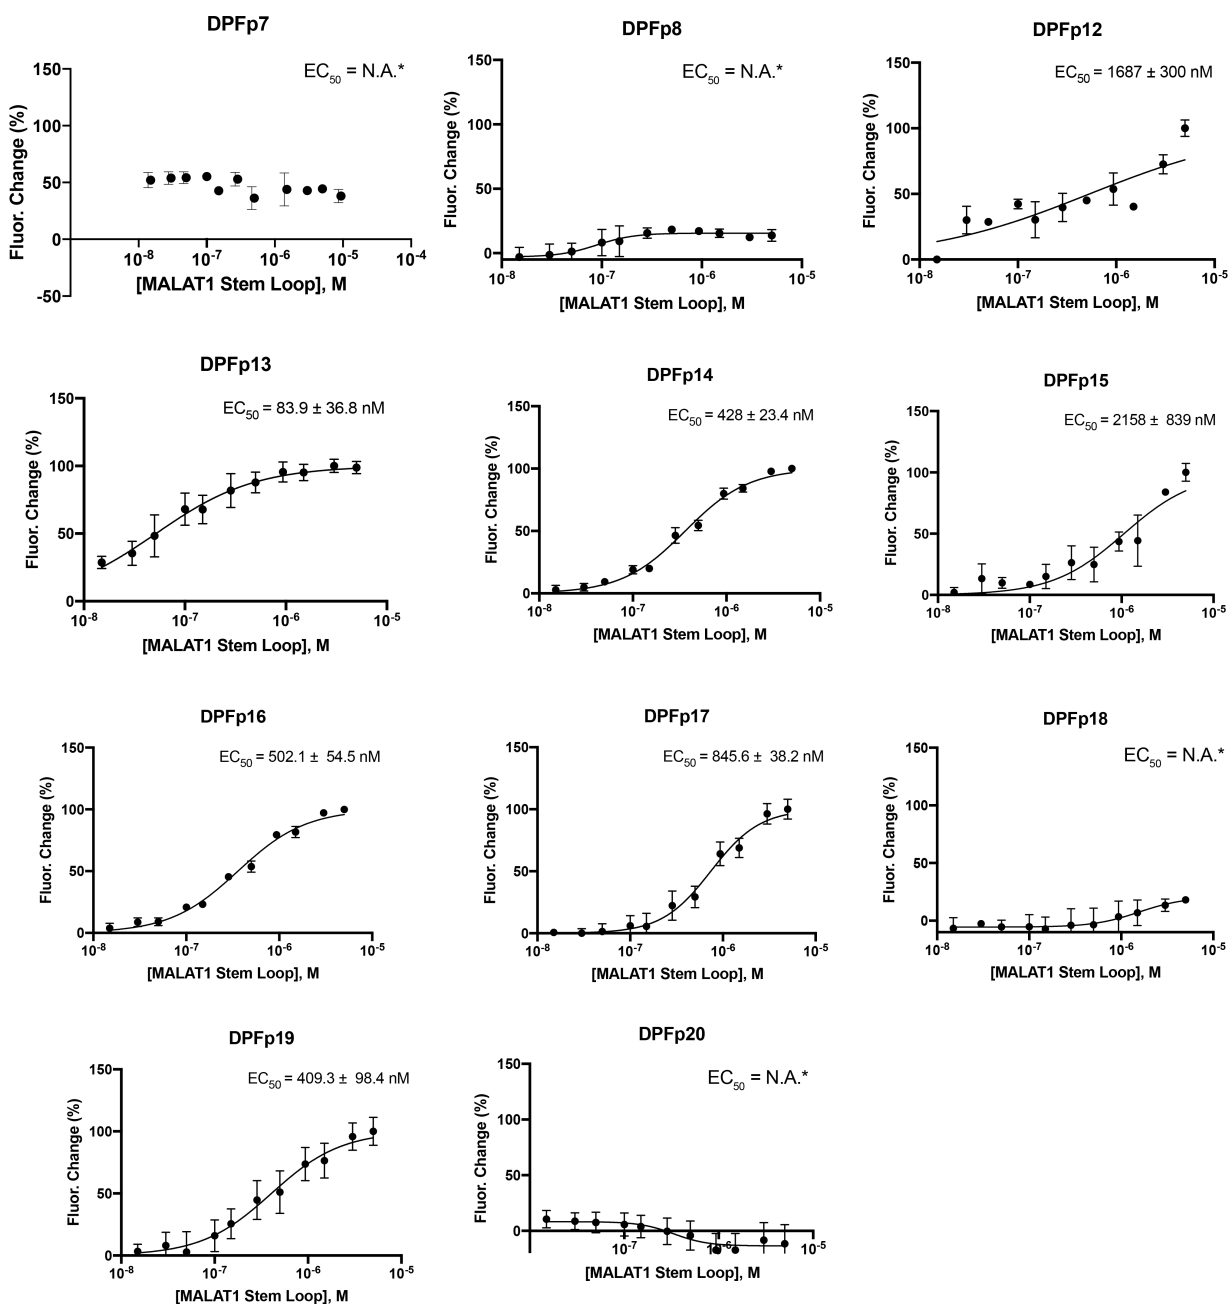 DPFp7
EC50 = N.A.*
Fluor. Change (%)
150
100
50
0
-50
10-8
10-7
10-6
10-5
10-4
[MALAT1 Stem Loop], M
DPFp8
EC50 = N.A.*
Fluor. Change (%)
150
100
50
0
10-8
10-7
10-6
10-5
[MALAT1 Stem Loop], M
DPFp12
EC50 = 1687 ± 300 nM
Fluor. Change (%)
150
100
50
0
10-8
10-7
10-6
10-5
[MALAT1 Stem Loop], M
DPFp13
EC50 = 83.9 ± 36.8 nM
Fluor. Change (%)
150
100
50
0
10-8
10-7
10-6
10-5
[MALAT1 Stem Loop], M
DPFp14
EC50 = 428 ± 23.4 nM
Fluor. Change (%)
150
100
50
0
10-8
10-7
10-6
10-5
[MALAT1 Stem Loop], M
DPFp15
EC50 = 2158 ± 839 nM
Fluor. Change (%)
150
100
50
0
10-8
10-7
10-6
10-5
[MALAT1 Stem Loop], M
DPFp16
EC50 = 502.1 ± 54.5 nM
Fluor. Change (%)
150
100
50
0
10-8
10-7
10-6
10-5
[MALAT1 Stem Loop], M
DPFp17
EC50 = 845.6 ± 38.2 nM
Fluor. Change (%)
150
100
50
0
10-8
10-7
10-6
10-5
[MALAT1 Stem Loop], M
DPFp18
EC50 = N.A.*
Fluor. Change (%)
150
100
50
0
10-8
10-7
10-6
10-5
[MALAT1 Stem Loop], M
DPFp19
EC50 = 409.3 ± 98.4 nM
Fluor. Change (%)
150
100
50
0
10-8
10-7
10-6
10-5
[MALAT1 Stem Loop], M
DPFp20
EC50 = N.A.*
Fluor. Change (%)
150
100
50
0
10-7
10-6
10-5
[MALAT1 Stem Loop], M